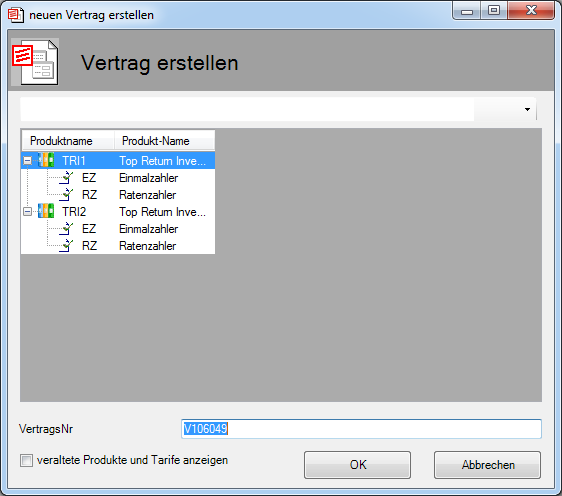 neuen Vertrag erstellen
Vertrag erstellen
Produktname Produkt-Name
TRI1 Top Return Inve...
EZ Einmalzahler
RZ Ratenzahler
TRI2 Top Return Inve...
EZ Einmalzahler
RZ Ratenzahler
VertragsNr V106049
veraltete Produkte und Tarife anzeigen OK Abbrechen